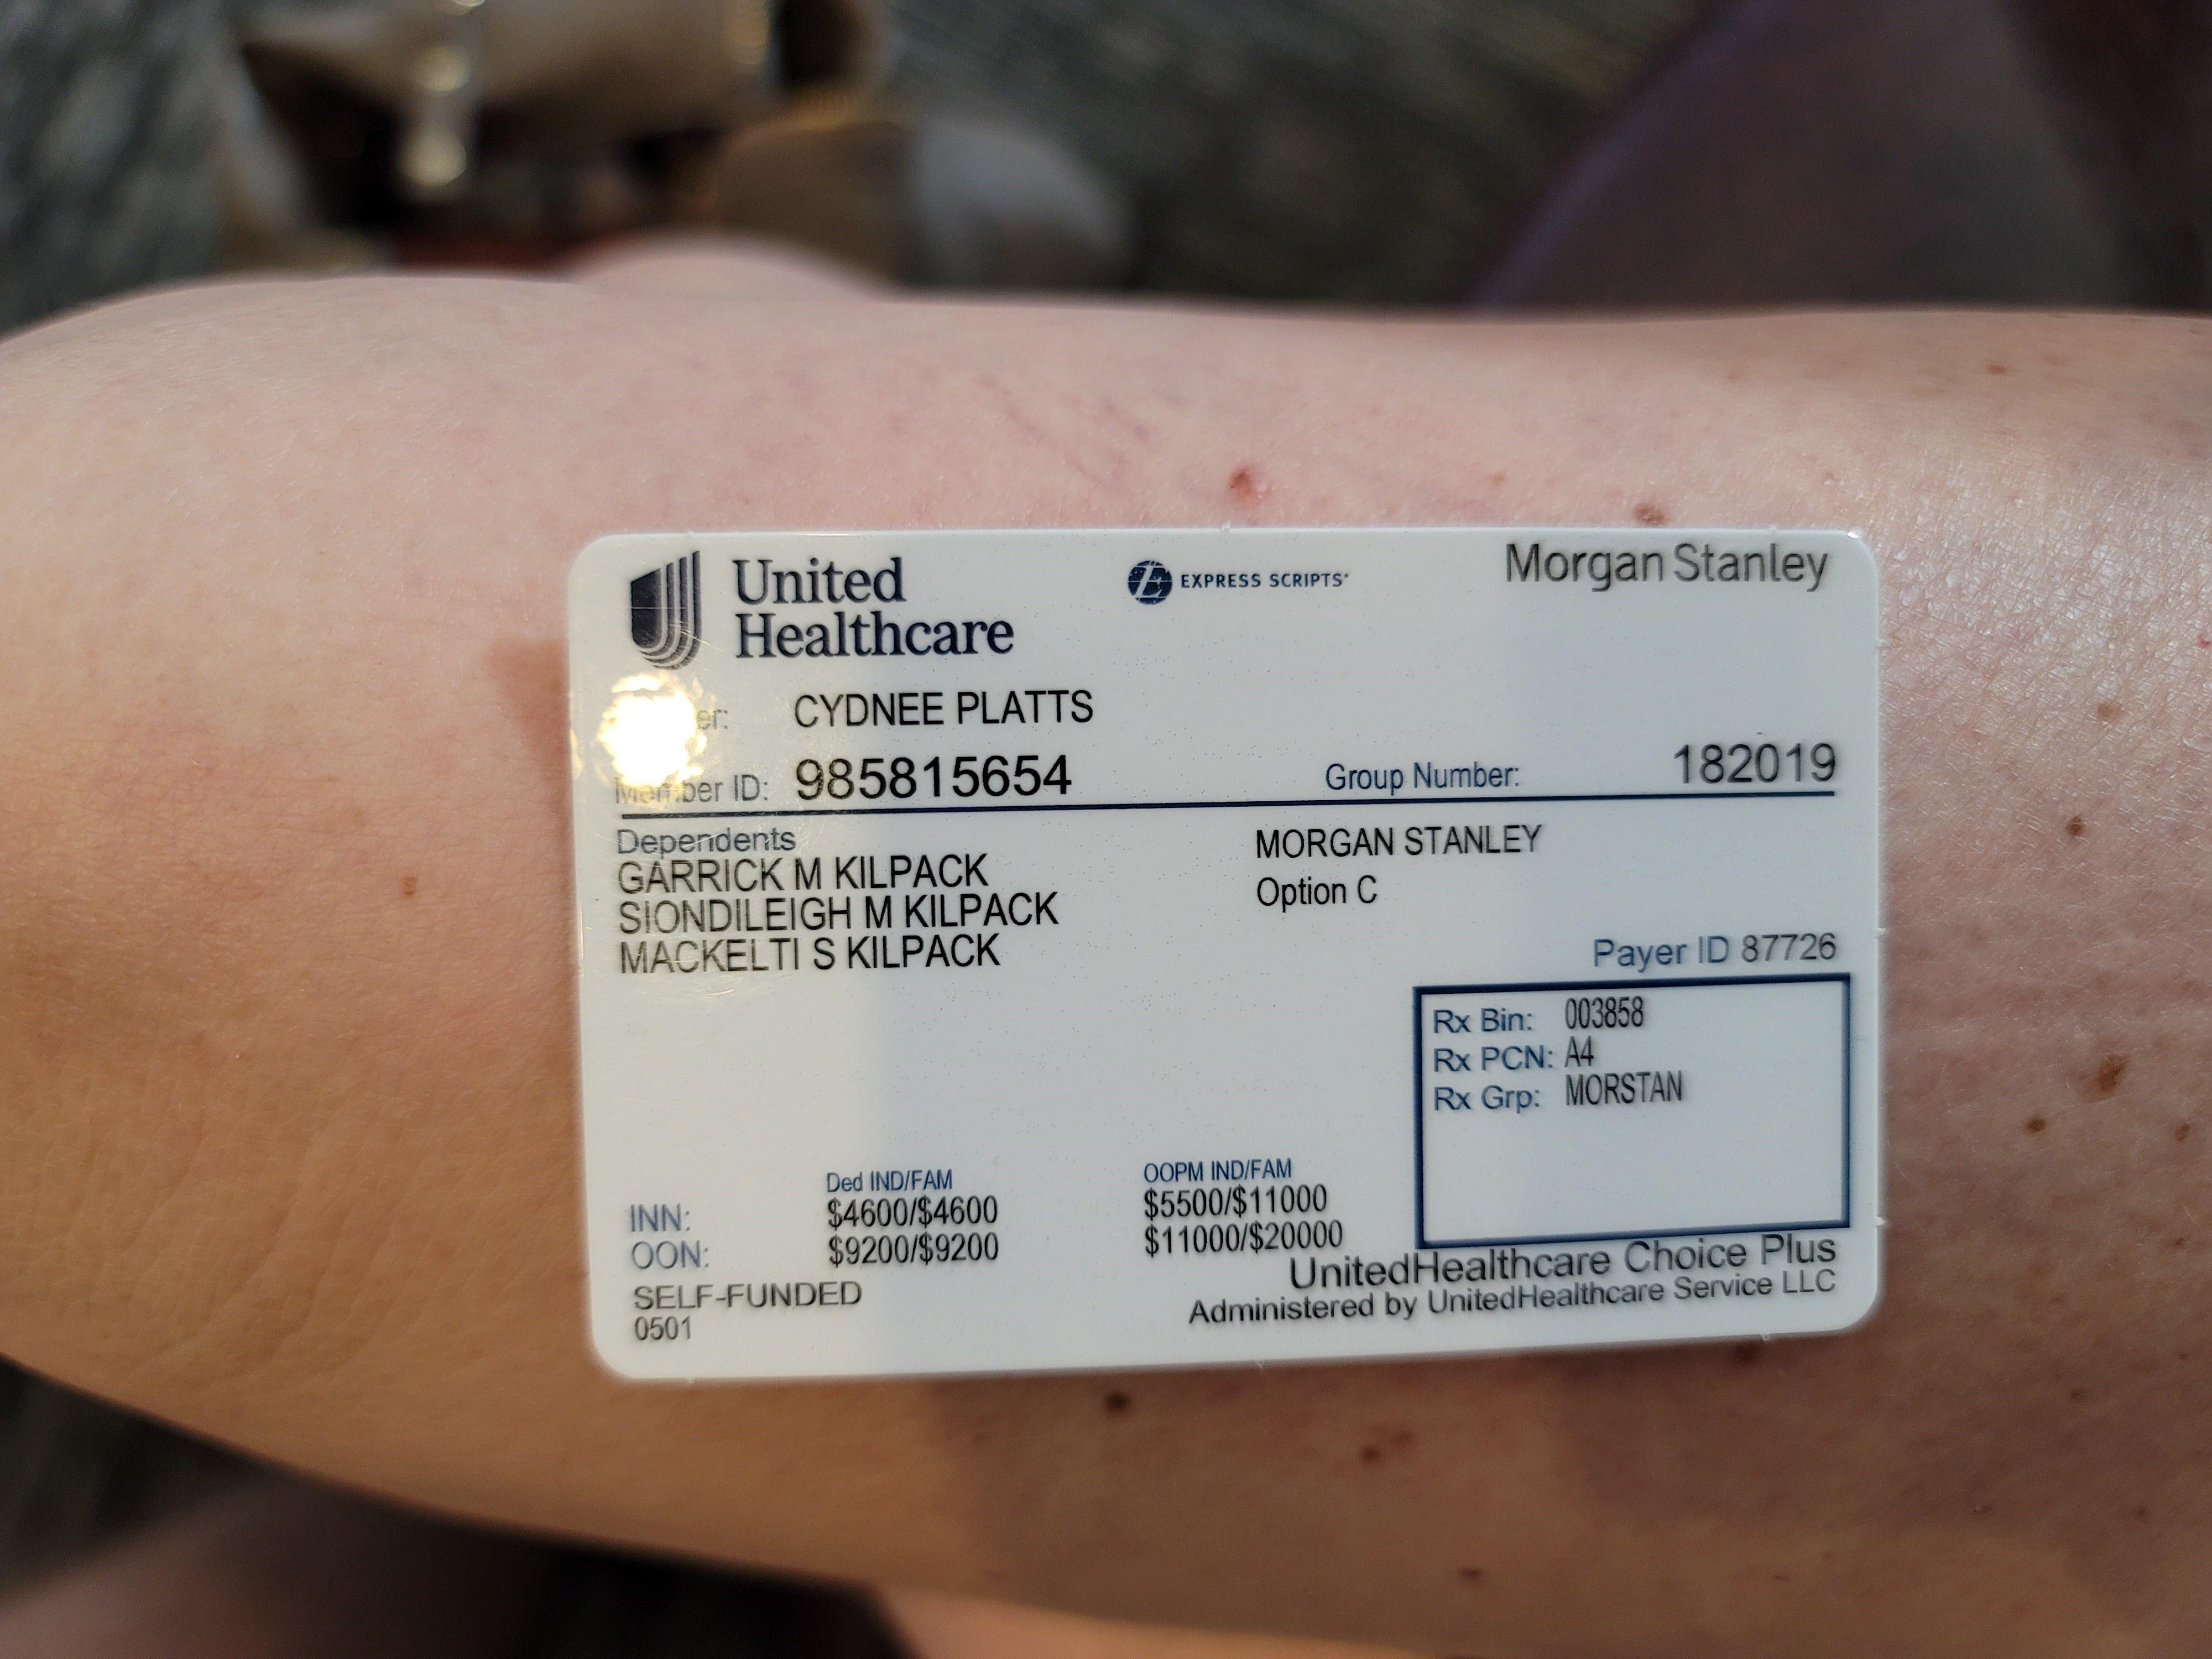 United
Healthcare
EXPRESS SCRIPTS
Morgan Stanley
CYDNEE PLATTS
Member ID: 985815654 Group Number: 182019
Dependents
GARRICK M KILPACK
SIONDILEIGH M KILPACK
MACKELTI S KILPACK
MORGAN STANLEY
Option C
Payer ID 87726
Rx Bin: 003858
Rx PCN: A4
Rx Grp: MORSTAN
Ded IND/FAM OOPM IND/FAM
INN: $4600/$4600 $5500/$11000
OON: $9200/$9200 $11000/$20000
SELF-FUNDED
0501
UnitedHealthcare Choice Plus
Administered by UnitedHealthcare Service LLC